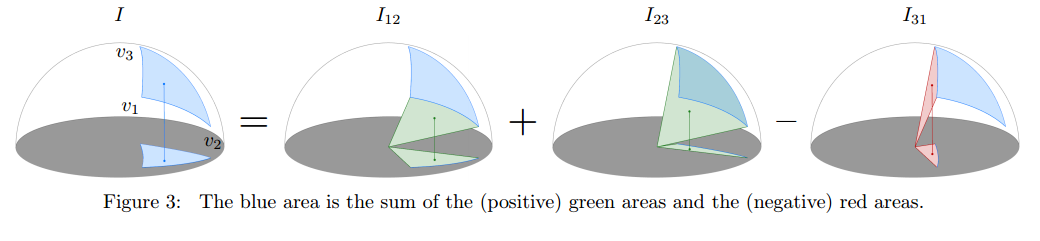 I = I₁₂ + I₂₃ − I₃₁
v₃
v₁
v₂
Figure 3: The blue area is the sum of the (positive) green areas and the (negative) red areas.